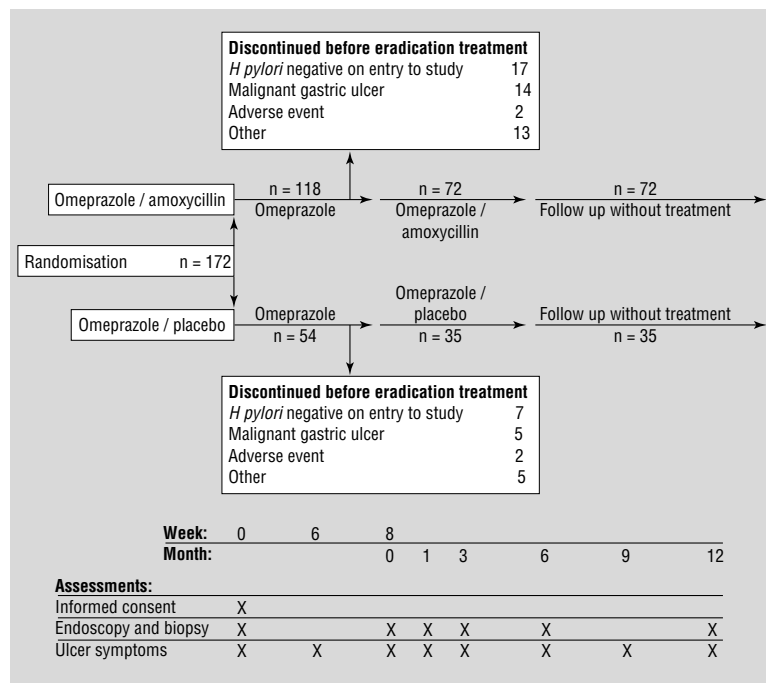 Discontinued before eradication treatment
H pylori negative on entry to study 17
Malignant gastric ulcer 14
Adverse event 2
Other 13
Omeprazole / amoxycillin
n = 118
Omeprazole
n = 72
Omeprazole /
amoxycillin
n = 72
Follow up without treatment
Randomisation n = 172
Omeprazole / placebo
Omeprazole
n = 54
Omeprazole /
placebo
n = 35
Follow up without treatment
n = 35
Discontinued before eradication treatment
H pylori negative on entry to study 7
Malignant gastric ulcer 5
Adverse event 2
Other 5
Week: 0 6 8
Month: 0 1 3 6 9 12
Assessments:
Informed consent X
Endoscopy and biopsy X X X X X X
Ulcer symptoms X X X X X X X X